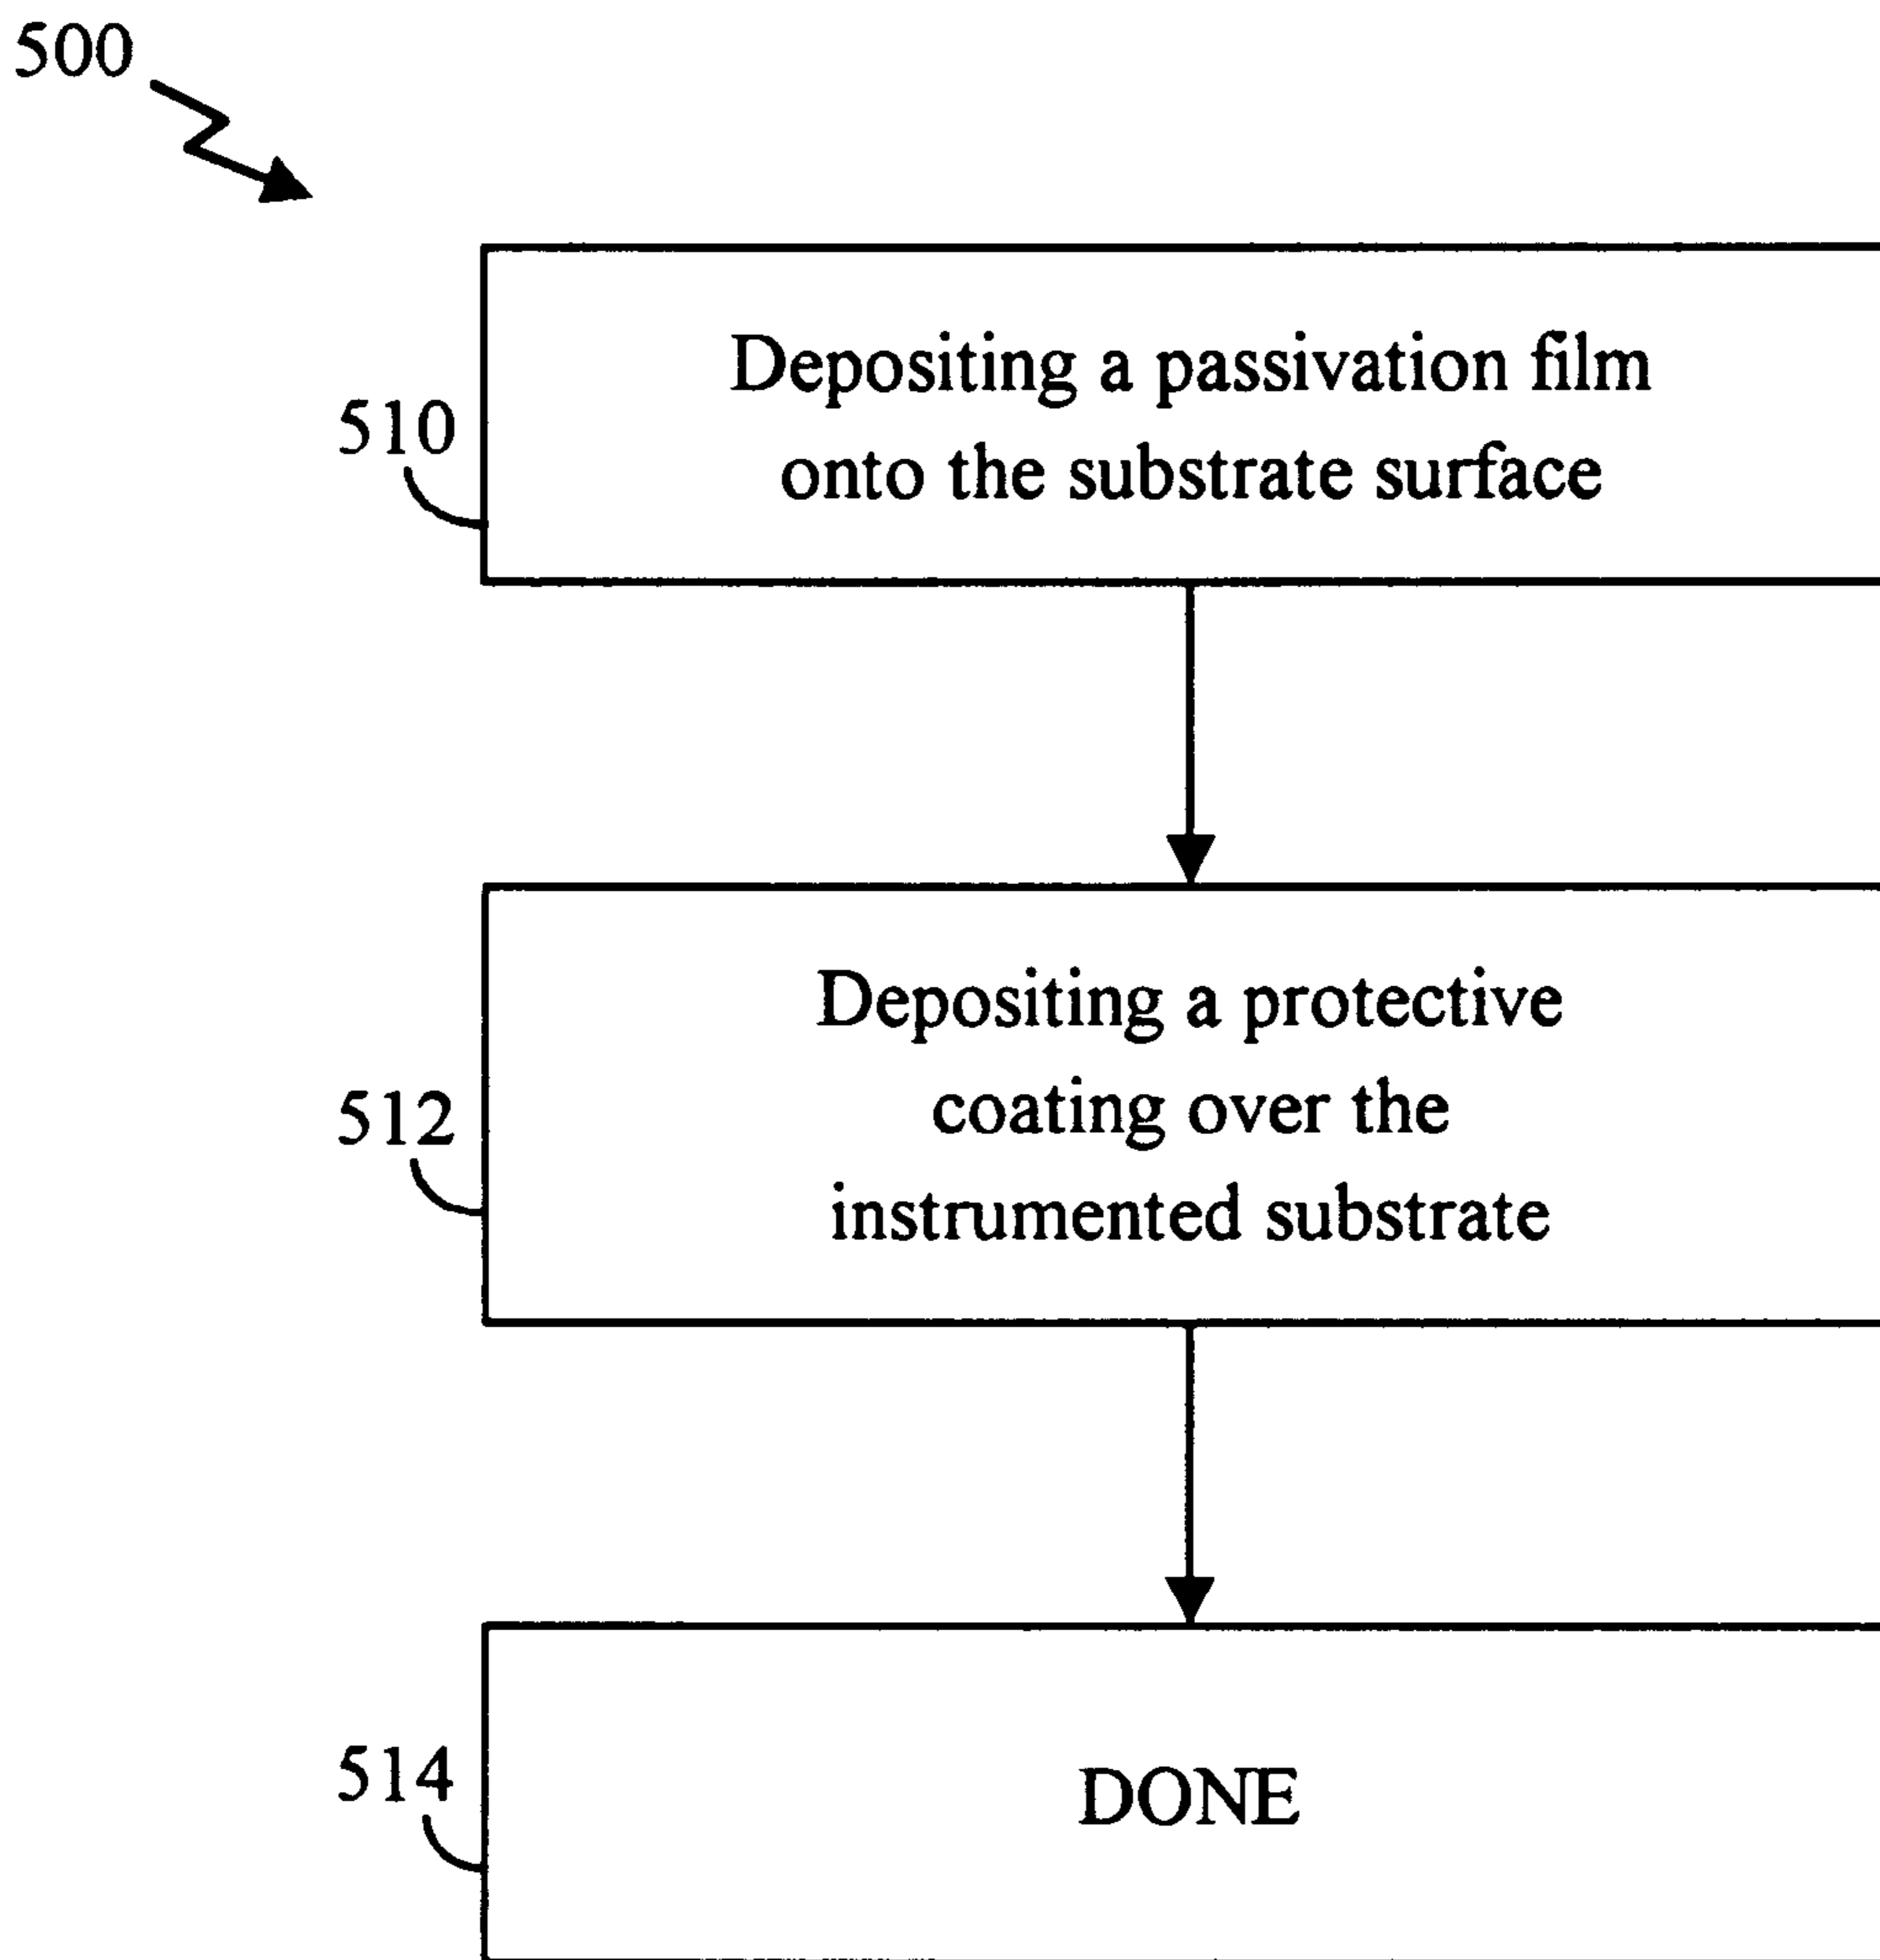 500
Depositing a passivation film
onto the substrate surface
510
Depositing a protective
coating over the
instrumented substrate
512
DONE
514